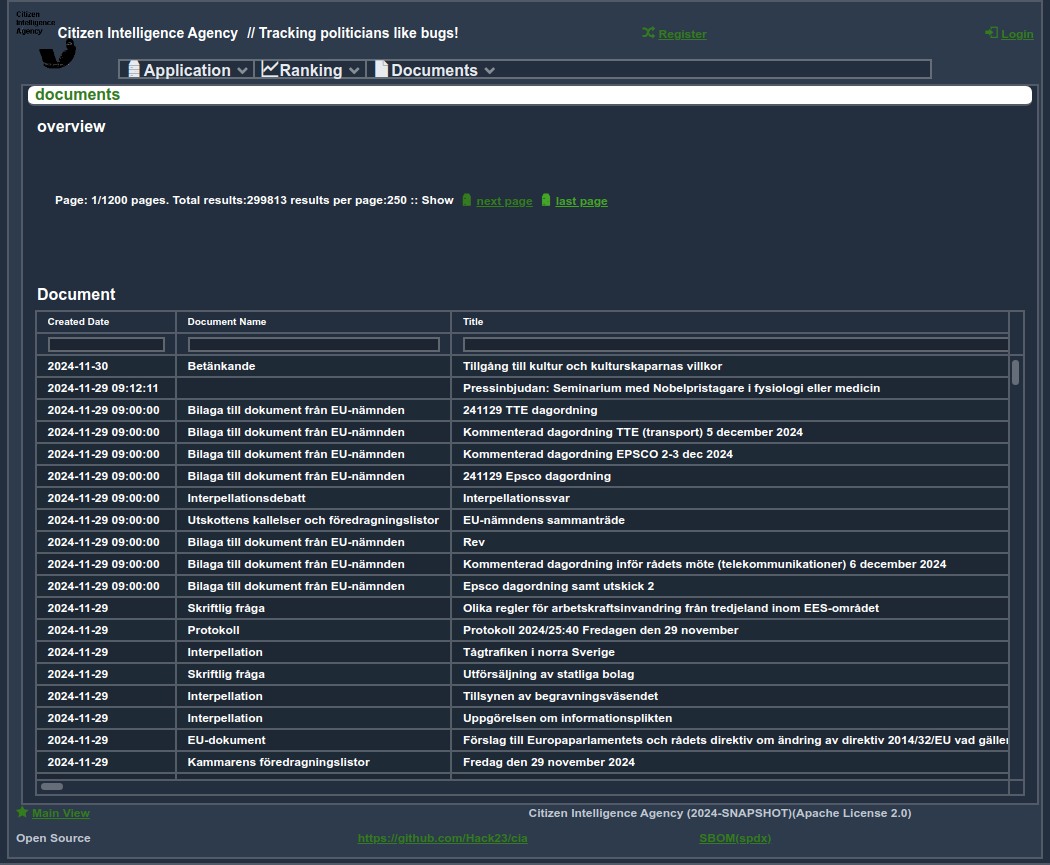 Citizen
Intelligence
Agency
Citizen Intelligence Agency // Tracking politicians like bugs!
Register
Login
Application
Ranking
Documents
documents
overview
Page: 1/1200 pages. Total results:299813 results per page:250 :: Show next page last page
Document
Created Date Document Name Title
2024-11-30 Betänkande Tillgång till kultur och kulturskaparnas villkor
2024-11-29 09:12:11 Pressinbjudan: Seminarium med Nobelpristagare i fysiologi eller medicin
2024-11-29 09:00:00 Bilaga till dokument från EU-nämnden 241129 TTE dagordning
2024-11-29 09:00:00 Bilaga till dokument från EU-nämnden Kommenterad dagordning TTE (transport) 5 december 2024
2024-11-29 09:00:00 Bilaga till dokument från EU-nämnden Kommenterad dagordning EPSCO 2-3 dec 2024
2024-11-29 09:00:00 Bilaga till dokument från EU-nämnden 241129 Epsco dagordning
2024-11-29 09:00:00 Interpellationsdebatt Interpellationssvar
2024-11-29 09:00:00 Utskottens kallelser och föredragningslistor EU-nämndens sammanträde
2024-11-29 09:00:00 Bilaga till dokument från EU-nämnden Rev
2024-11-29 09:00:00 Bilaga till dokument från EU-nämnden Kommenterad dagordning inför rådets möte (telekommunikationer) 6 december 2024
2024-11-29 09:00:00 Bilaga till dokument från EU-nämnden Epsco dagordning samt utskick 2
2024-11-29 Skriftlig fråga Olika regler för arbetskraftsinvandring från tredjeland inom EES-området
2024-11-29 Protokoll Protokoll 2024/25:40 Fredagen den 29 november
2024-11-29 Interpellation Tågtrafiken i norra Sverige
2024-11-29 Skriftlig fråga Utförsäljning av statliga bolag
2024-11-29 Interpellation Tillsynen av begravningsväsendet
2024-11-29 Interpellation Uppgörelsen om informationsplikten
2024-11-29 EU-dokument Förslag till Europaparlamentets och rådets direktiv om ändring av direktiv 2014/32/EU vad gäller
2024-11-29 Kammarens föredragningslistor Fredag den 29 november 2024
Main View Citizen Intelligence Agency (2024-SNAPSHOT)(Apache License 2.0)
Open Source https://github.com/Hack23/cia SBOM(spdx)